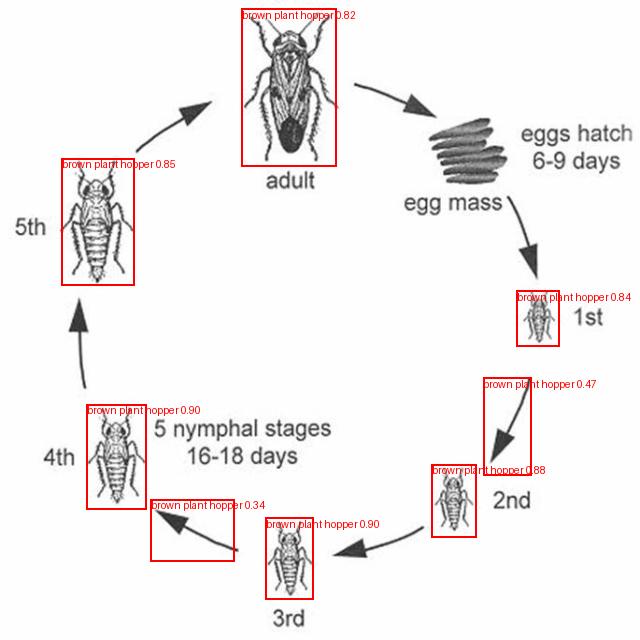 brown plant hopper 0.82
adult
eggs hatch
6-9 days
egg mass
brown plant hopper 0.85
5th
brown plant hopper 0.84
1st
brown plant hopper 0.47
brown plant hopper 0.90
5 nymphal stages
16-18 days
4th
brown plant hopper 0.88
2nd
brown plant hopper 0.34
brown plant hopper 0.90
3rd